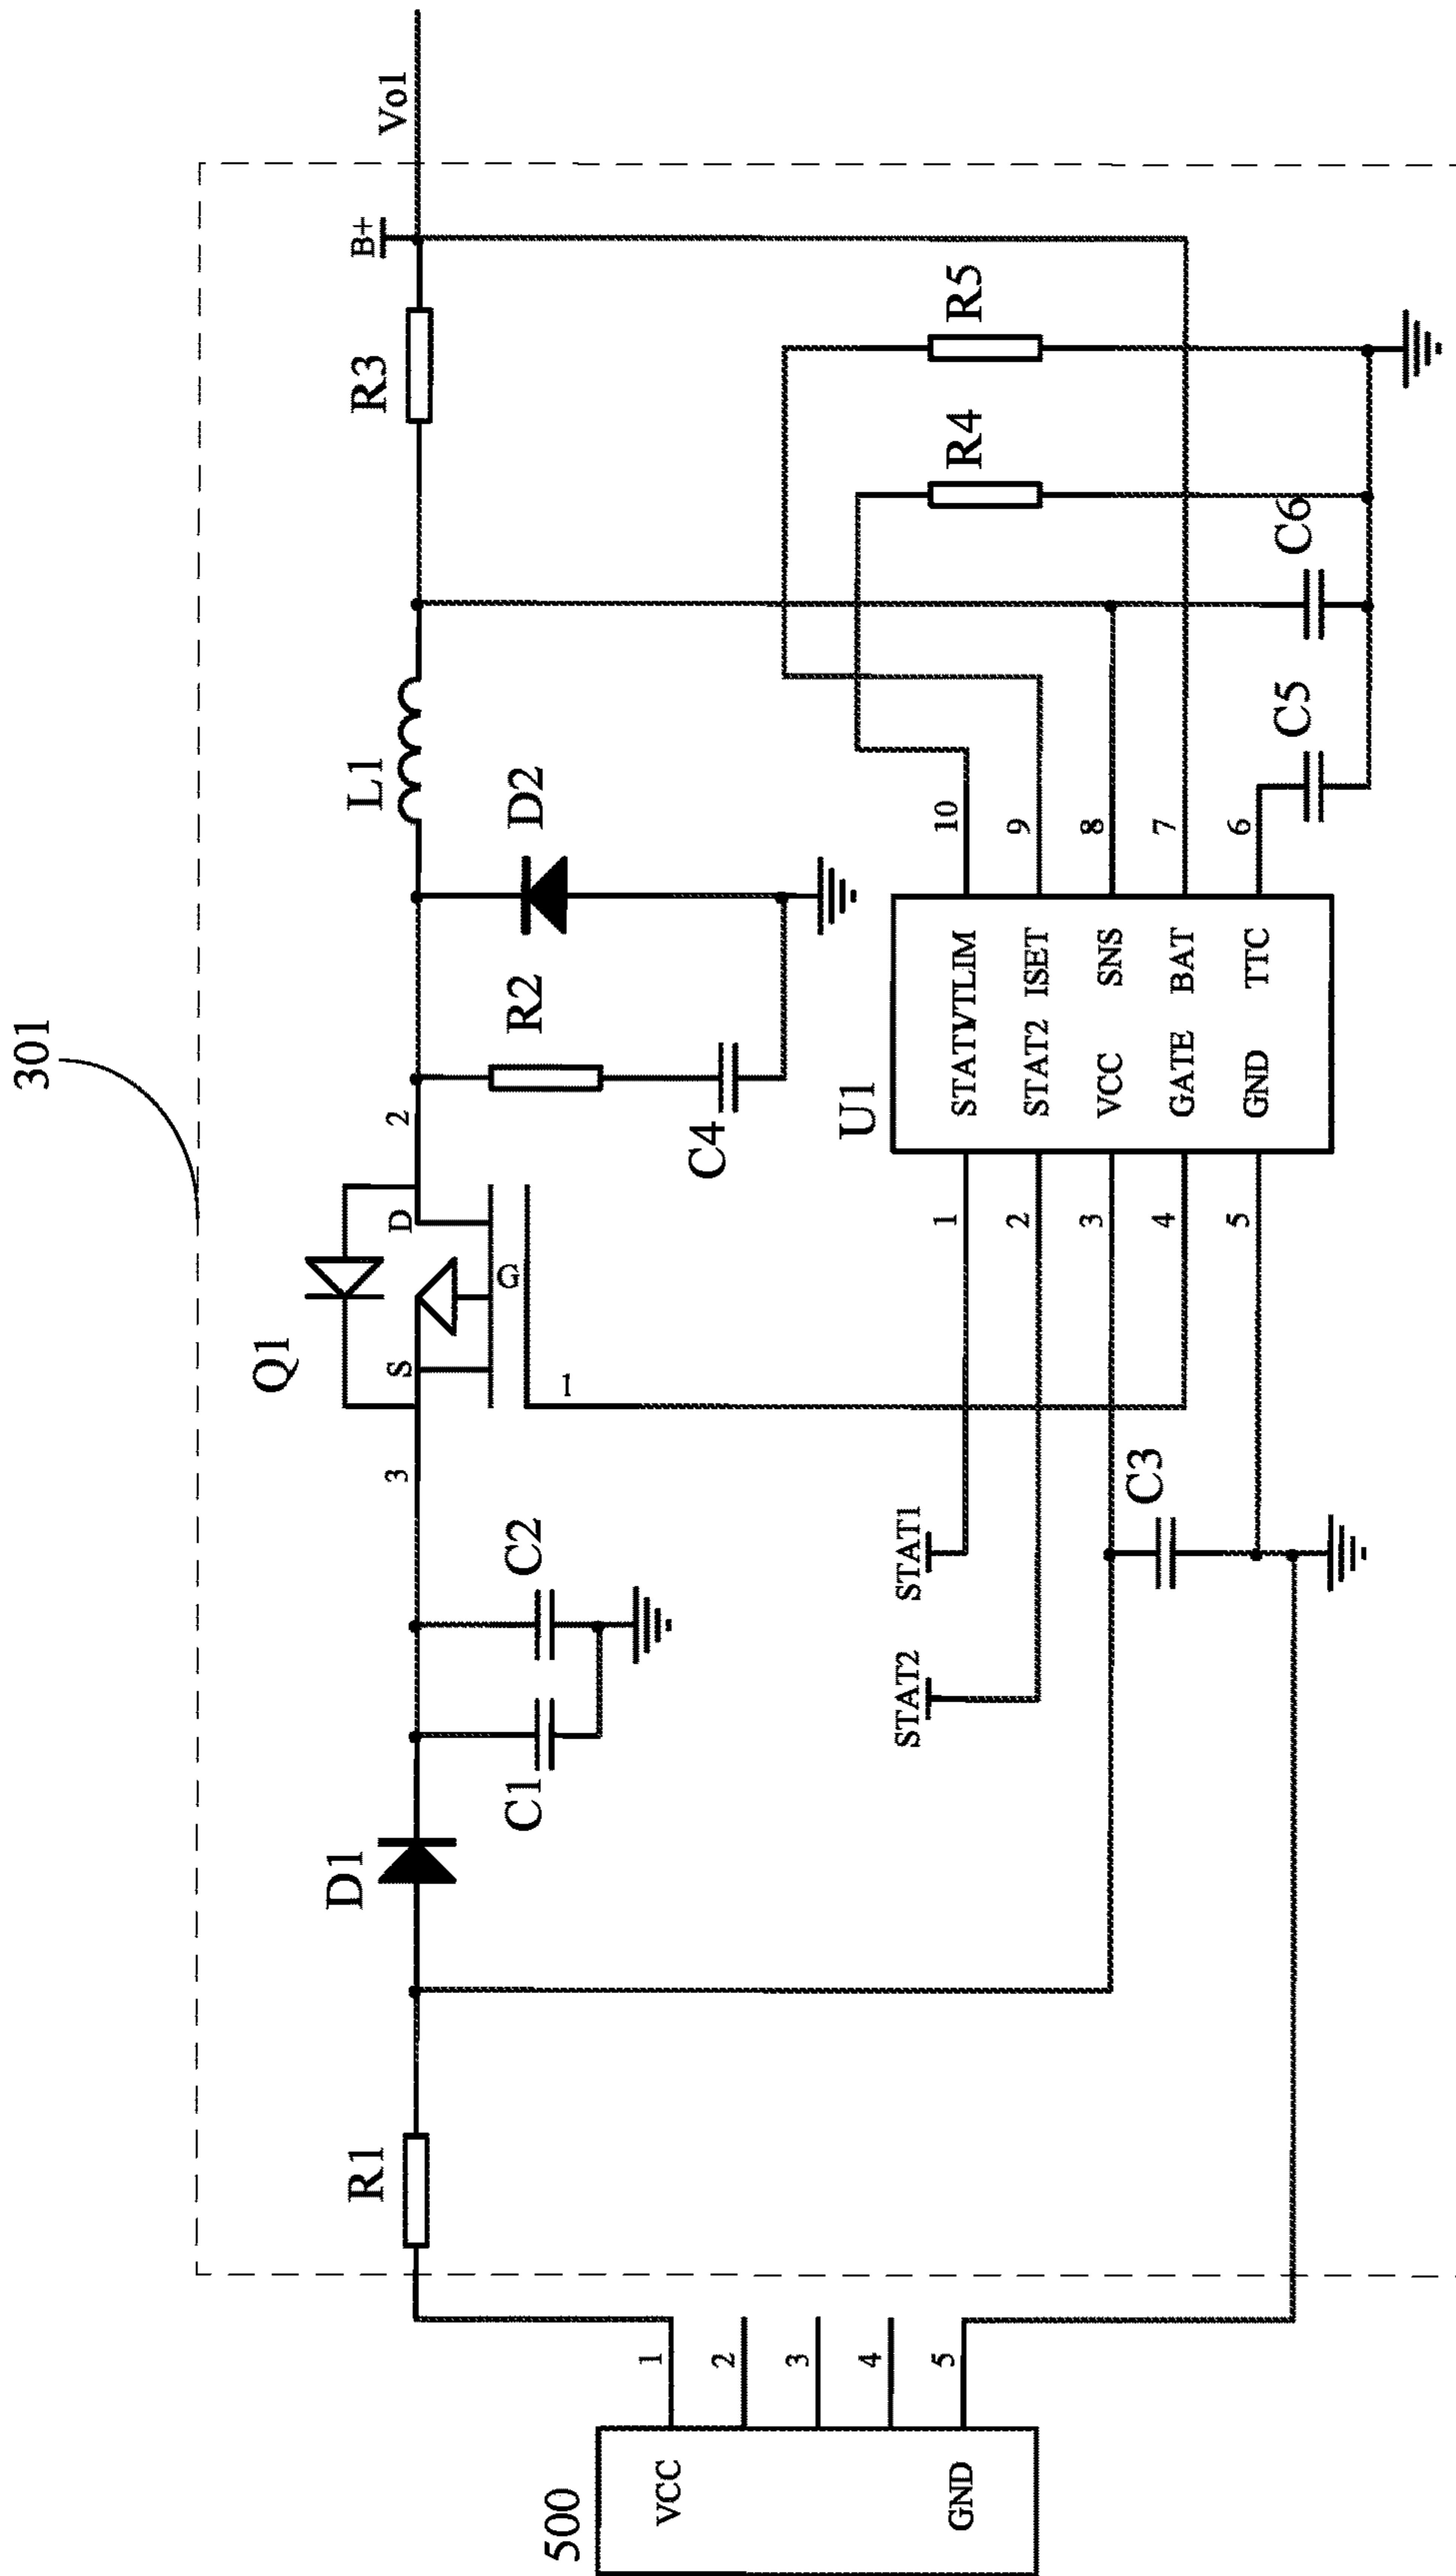 301
Vo1
B+
R3
L1
D2
R2
C4
2
D
G
S
Q1
1
3
C2
C1
D1
R1
R5
R4
C6
C5
U1
STAT1VTLIM
STAT2 ISET
VCC SNS
GATE BAT
GND TTC
10
9
8
7
6
1
2
3
4
5
STAT1
STAT2
C3
500
VCC
GND
1
2
3
4
5